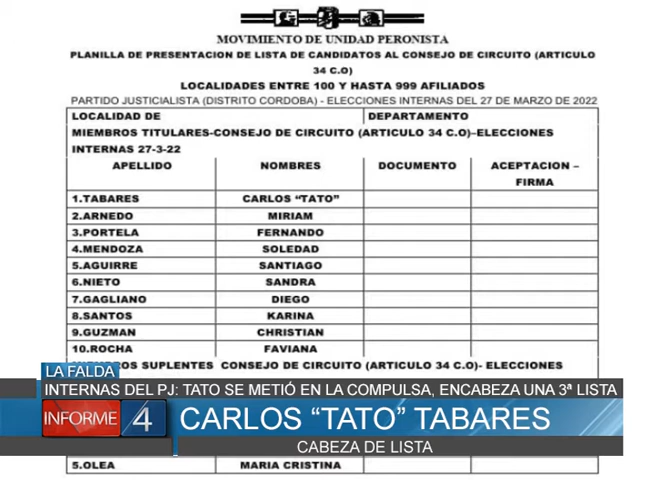 MOVIMIENTO DE UNIDAD PERONISTA
PLANILLA DE PRESENTACION DE LISTA DE CANDIDATOS AL CONSEJO DE CIRCUITO (ARTICULO
34 C.O)
LOCALIDADES ENTRE 100 Y HASTA 999 AFILIADOS
PARTIDO JUSTICIALISTA (DISTRITO CORDOBA) - ELECCIONES INTERNAS DEL 27 DE MARZO DE 2022
LOCALIDAD DE DEPARTAMENTO
MIEMBROS TITULARES-CONSEJO DE CIRCUITO (ARTICULO 34 C.O)–ELECCIONES
INTERNAS 27-3-22
APELLIDO NOMBRES DOCUMENTO ACEPTACION –
FIRMA
1.TABARES CARLOS "TATO"
2.ARNEDO MIRIAM
3.PORTELA FERNANDO
4.MENDOZA SOLEDAD
5.AGUIRRE SANTIAGO
6.NIETO SANDRA
7.GAGLIANO DIEGO
8.SANTOS KARINA
9.GUZMAN CHRISTIAN
10.ROCHA FAVIANA
SUPLENTES CONSEJO DE CIRCUITO (ARTICULO 34 C.O)- ELECCIONES
LA FALDA
INTERNAS DEL PJ: TATO SE METIÓ EN LA COMPULSA, ENCABEZA UNA 3ª LISTA
INFORME 4 CARLOS “TATO” TABARES
CABEZA DE LISTA
5.OLEA MARIA CRISTINA